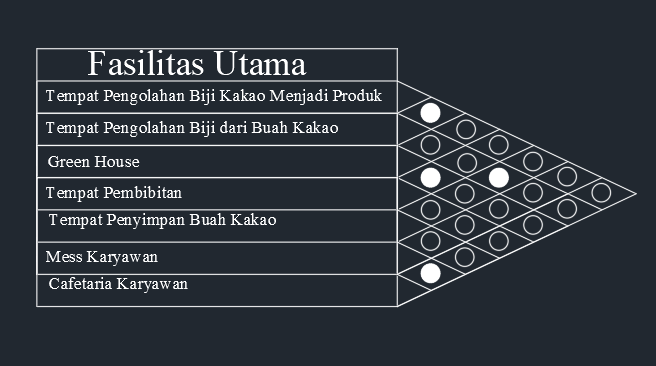 Fasilitas Utama
Tempat Pengolahan Biji Kakao Menjadi Produk
Tempat Pengolahan Biji dari Buah Kakao
Green House
Tempat Pembibitan
Tempat Penyimpan Buah Kakao
Mess Karyawan
Cafetaria Karyawan